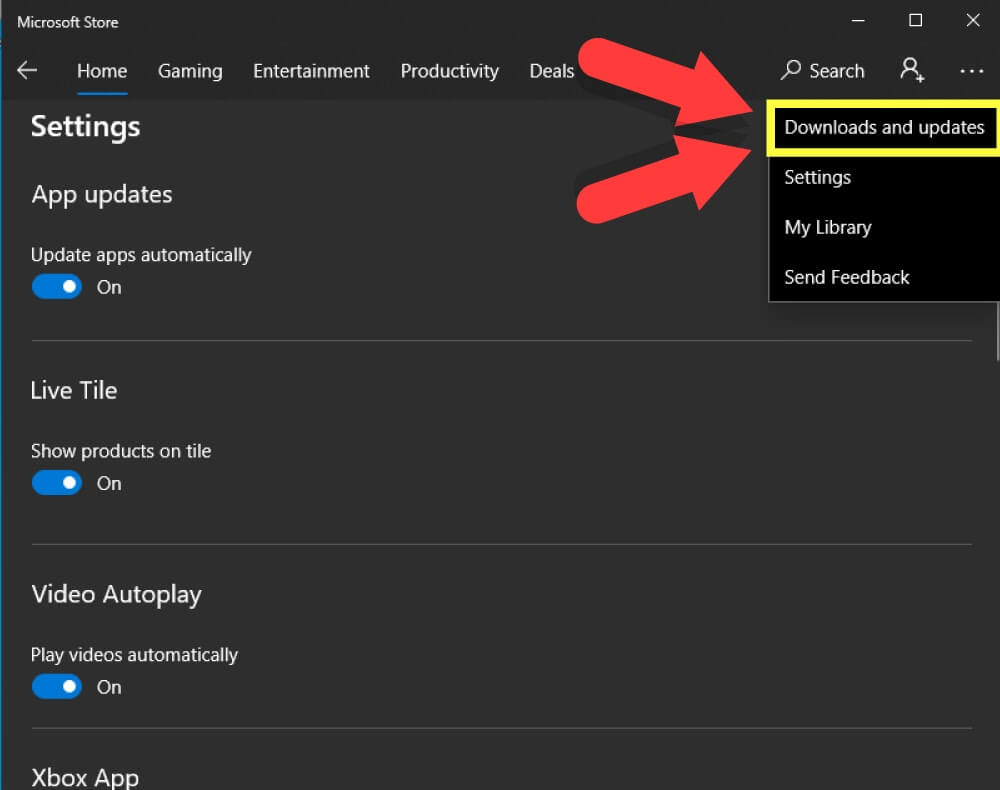 Microsoft Store
Home Gaming Entertainment Productivity Deals Search
Downloads and updates
Settings
My Library
Send Feedback
Settings
App updates
Update apps automatically
On
Live Tile
Show products on tile
On
Video Autoplay
Play videos automatically
On
Xbox App